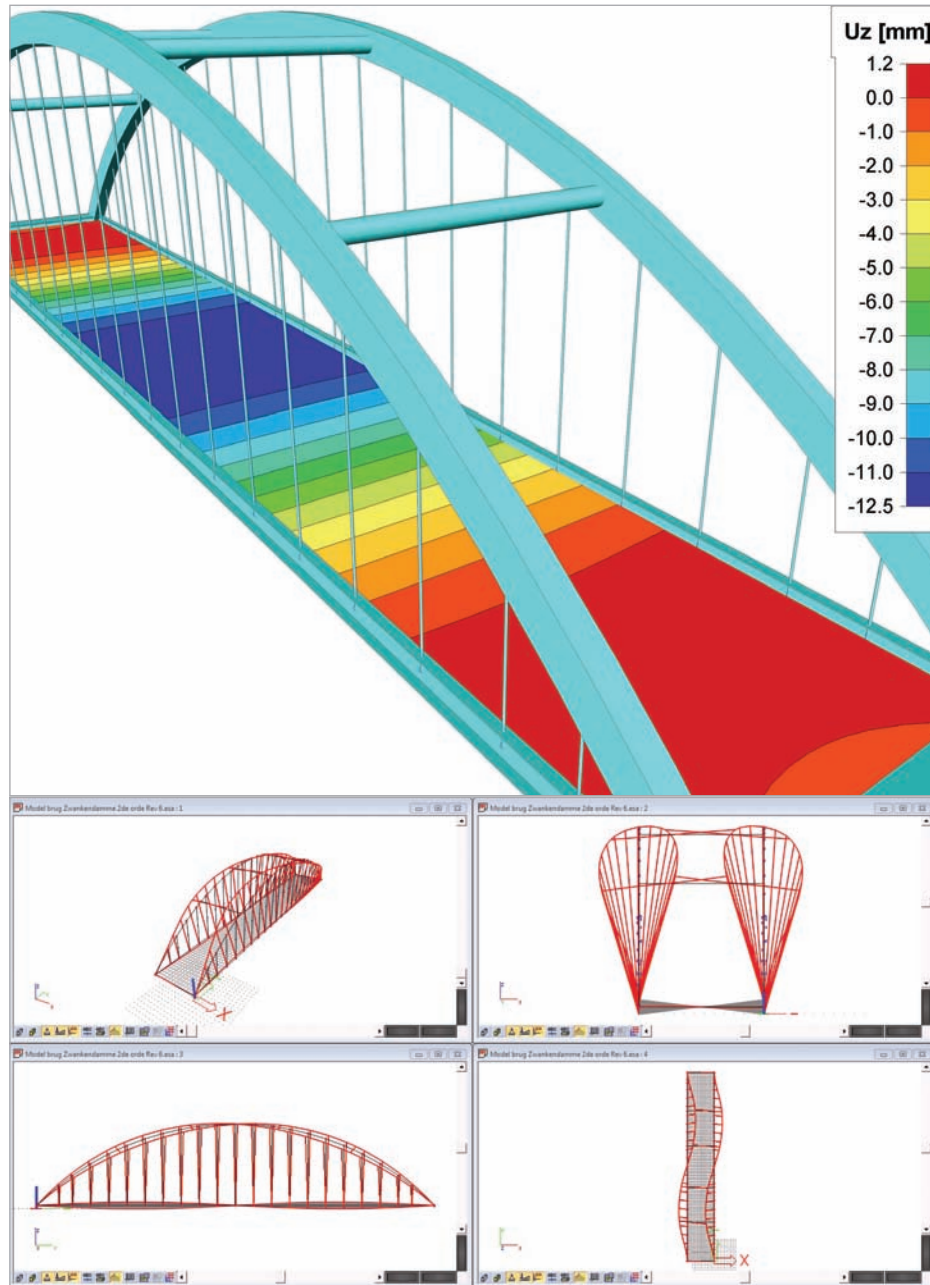 Uz [mm]
1.2
0.0
-1.0
-2.0
-3.0
-4.0
-5.0
-6.0
-7.0
-8.0
-9.0
-10.0
-11.0
-12.5
Model brug Zwankendamme 2de orde Rev 6.esa : 1
Model brug Zwankendamme 2de orde Rev 6.esa : 2
X
Model brug Zwankendamme 2de orde Rev 6.esa : 3
Model brug Zwankendamme 2de orde Rev 6.esa : 4
X